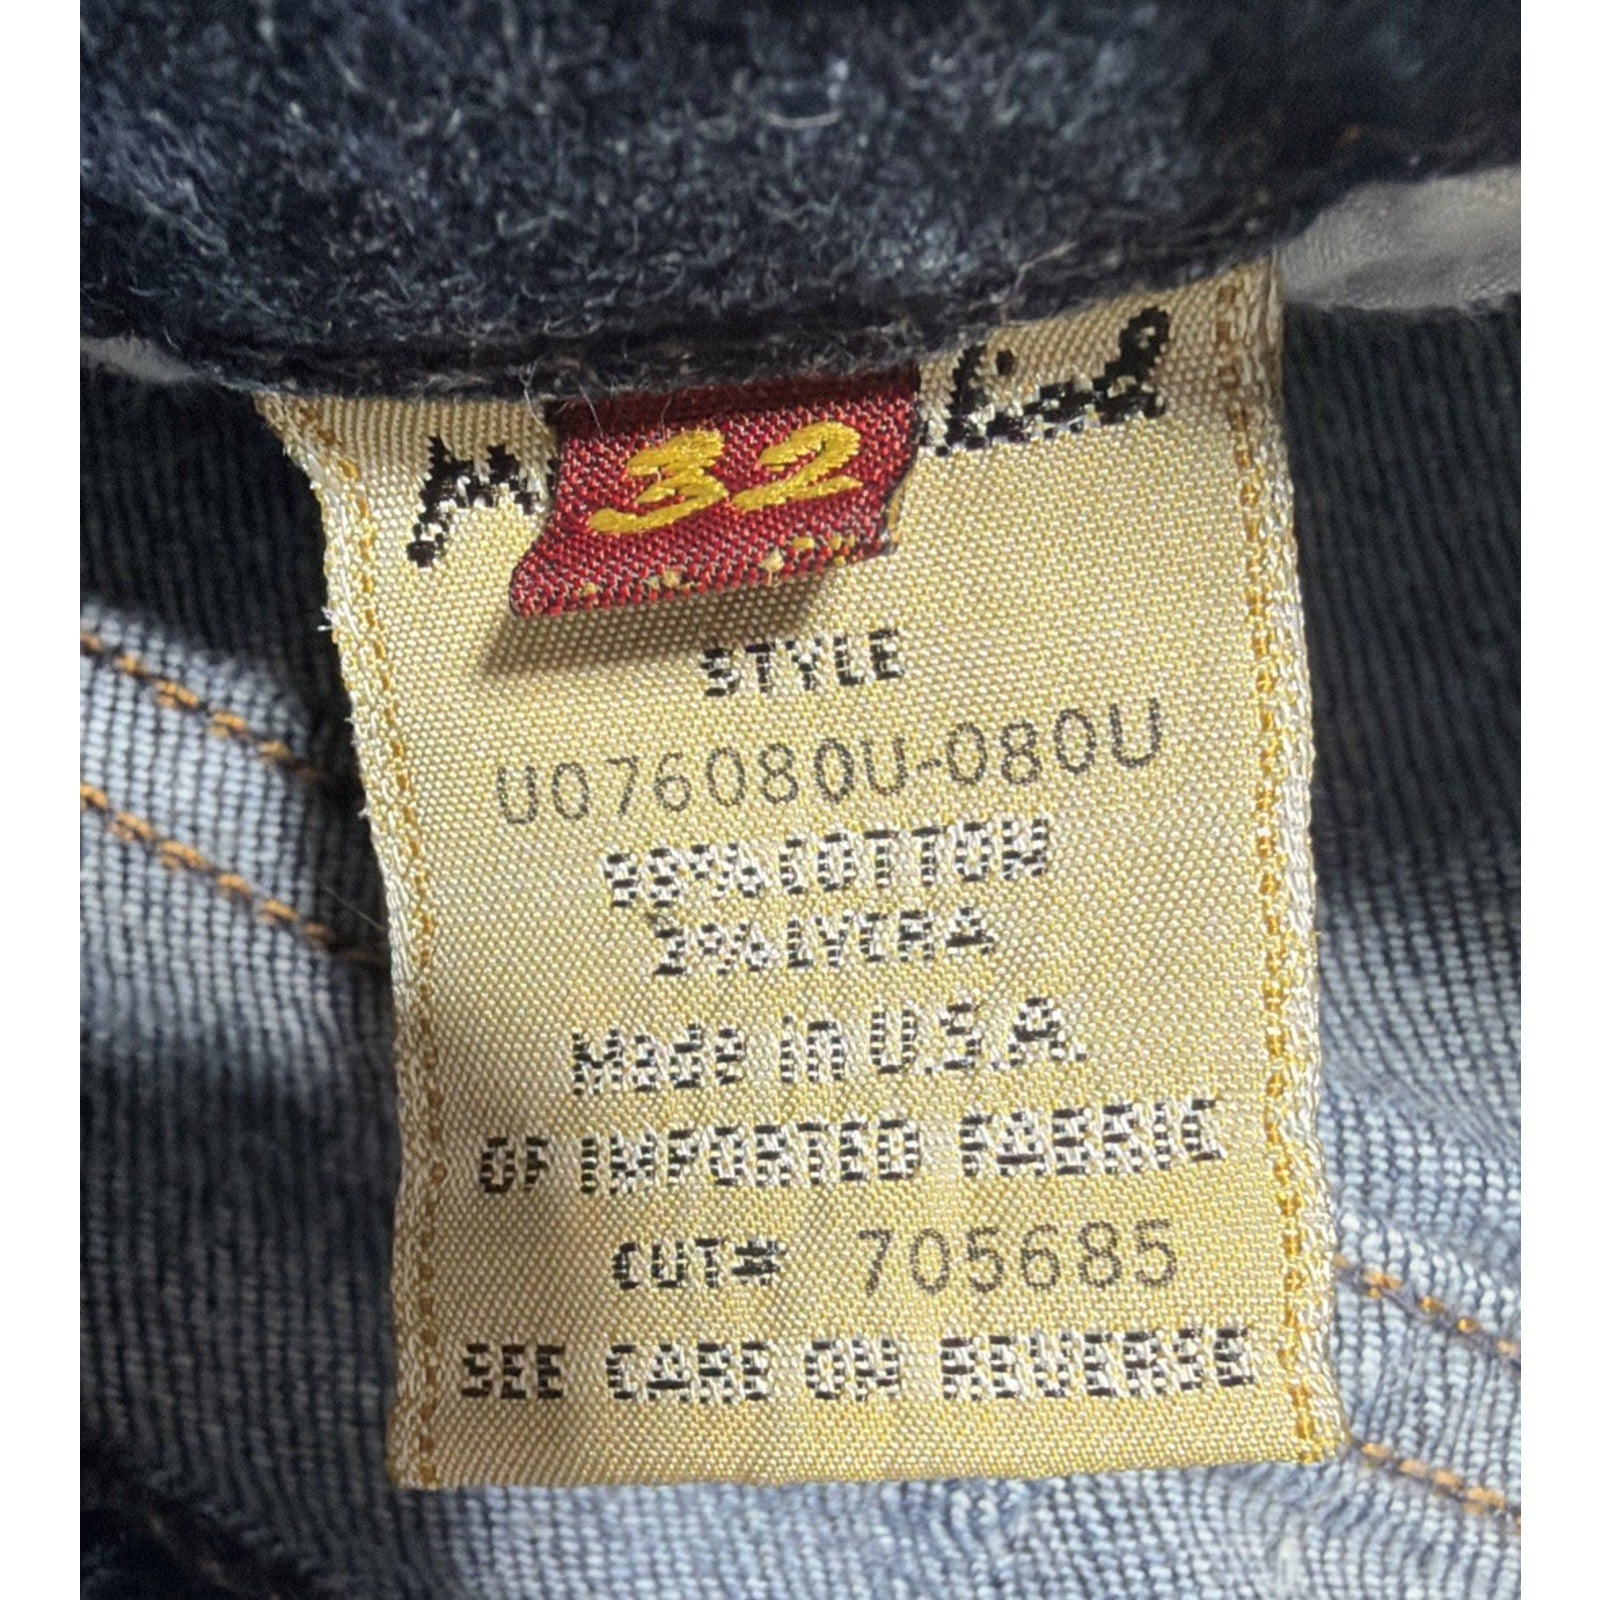 32
STYLE
U076080U-080U
98% COTTON
2% LYCRA
Made in U.S.A.
OF IMPORTED FABRIC
CUT# 705685
SEE CARE ON REVERSE